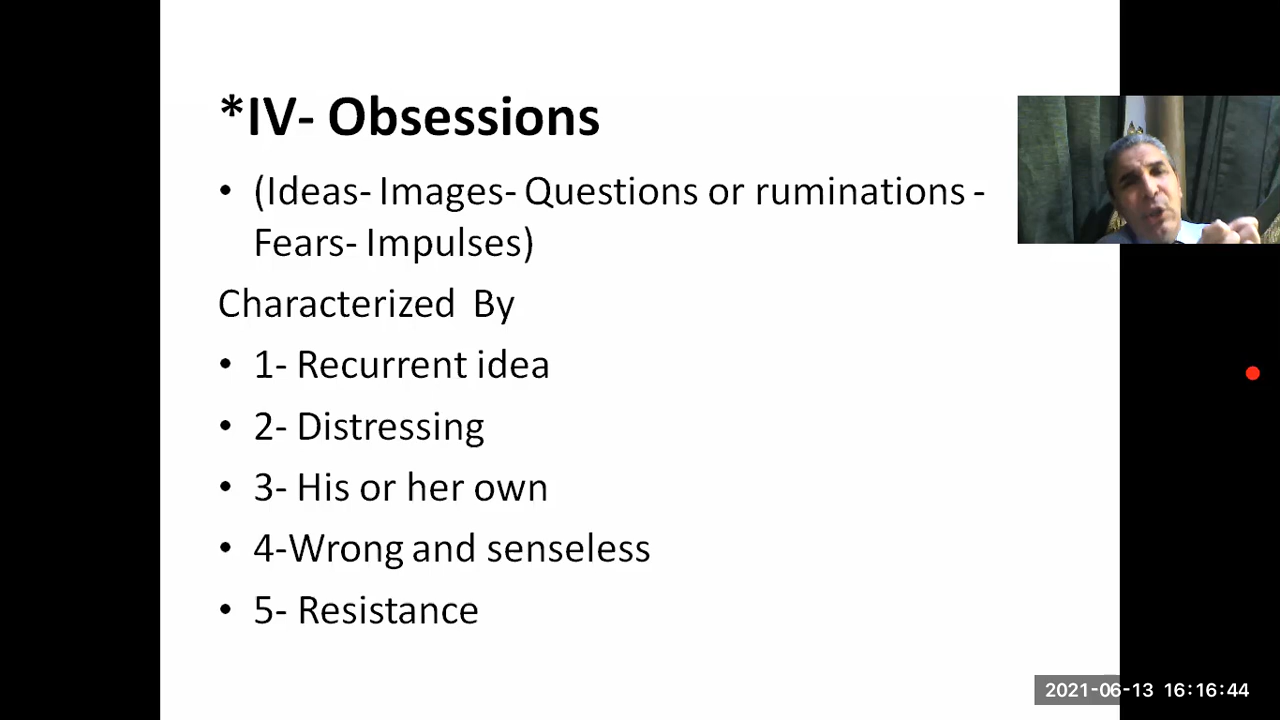 *IV- Obsessions
• (Ideas- Images- Questions or ruminations -
Fears- Impulses)
Characterized By
• 1- Recurrent idea
• 2- Distressing
• 3- His or her own
• 4-Wrong and senseless
• 5- Resistance
2021-06-13 16:16:44